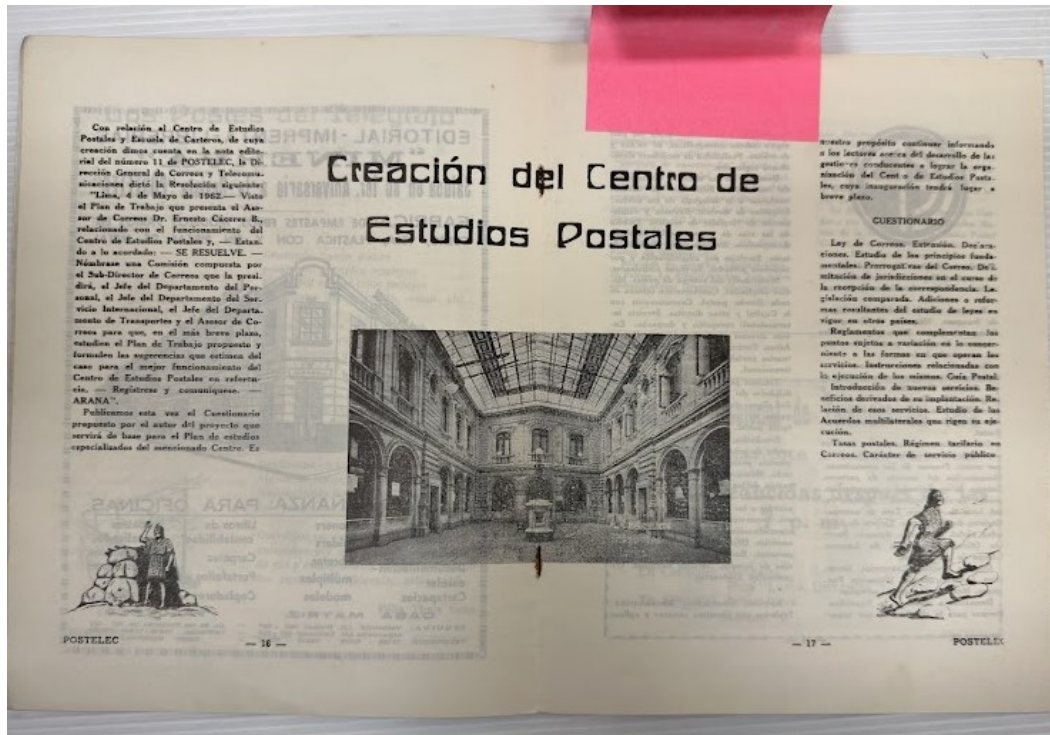 Con relación al Centro de Estudios
Postales y Escuela de Carteros, de cuya
creación dimos cuenta en la nota edito-
rial del número 11 de POSTELEC, la Di-
rección General de Correos y Telecomu-
nicaciones dictó la Resolución siguiente:
"Lima, 4 de Mayo de 1962.— Visto
el Plan de Trabajo que presenta el Ase-
sor de Correos Dr. Ernesto Cáceres B.,
relacionado con el funcionamiento del
Centro de Estudios Postales y, — Estan-
do a lo acordado: — SE RESUELVE. —
Nómbrase una Comisión compuesta por
el Sub-Director de Correos que la presi-
dirá, el Jefe del Departamento del Per-
sonal, el Jefe del Departamento del Ser-
vicio Internacional, el Jefe del Departa-
mento de Transportes y el Asesor de Co-
rreos para que, en el más breve plazo,
estudien el Plan de Trabajo propuesto y
formulen las sugerencias que estimen del
caso para el mejor funcionamiento del
Centro de Estudios Postales en referen-
cia. — Regístrese y comuníquese. —
ARANA".
Publicamos esta vez el Cuestionario
propuesto por el autor del proyecto que
servirá de base para el Plan de estudios
especializados del mencionado Centro. Es
POSTELEC
— 16 —
Creación del Centro de
Estudios Postales
nuestro propósito continuar informando
a los lectores acerca del desarrollo de las
gestiones conducentes a lograr la orga-
nización del Centro de Estudios Posta-
les, cuya inauguración tendrá lugar a
breve plazo.
CUESTIONARIO
Ley de Correos. Extensión. Declara-
ciones. Estudio de los principios funda-
mentales. Prerrogativas del Correo. Deli-
mitación de jurisdicciones en el curso de
la recepción de la correspondencia. Le-
gislación comparada. Adiciones o refor-
mas resultantes del estudio de leyes en
vigor en otros países.
Reglamentos que complementan los
puntos sujetos a variación en lo concer-
niente a las formas en que operan los
servicios. Instrucciones relacionadas con
la ejecución de los mismos. Guía Postal.
Introducción de nuevos servicios. Be-
neficios derivados de su implantación. Re-
lación de esos servicios. Estudio de los
Acuerdos multilaterales que rigen su eje-
cución.
Tasas postales. Régimen tarifario en
Correos. Carácter de servicio público
— 17 —
POSTELEC